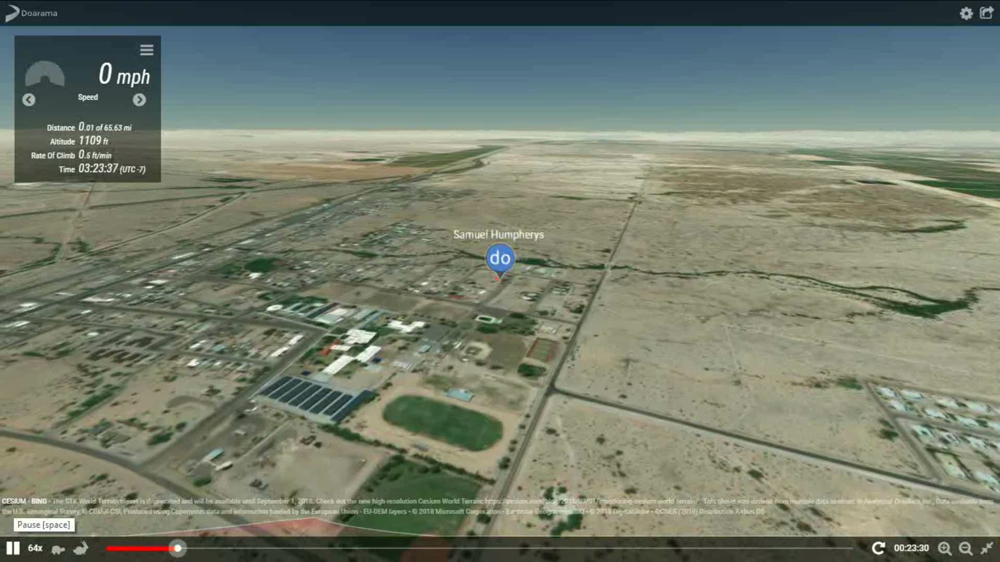 Doarama
0 mph
Speed
Distance 0.01 of 65.63 mi
Altitude 1109 ft
Rate Of Climb 0.5 ft/min
Time 03:23:37 (UTC -7)
Samuel Humpherys
do
CESIUM - BING - The STK World Terrain tileset is deprecated and will be available until September 1, 2018. Check out the new high-resolution Cesium World Terrain: https://cesium.com/blog/2018/03/01/introducing-cesium-world-terrain/ This tileset was derived from multiple data sources: © Analytical Graphics Inc., Data available from
the U.S. Geological Survey, © CGIAR-CSI, Produced using Copernicus data and information funded by the European Union - EU-DEM layers • © 2018 Microsoft Corporation - Earthstar Geographics SIO • © 2018 DigitalGlobe • ©CNES (2018) Distribution Airbus DS
Pause [space]
64x
00:23:30